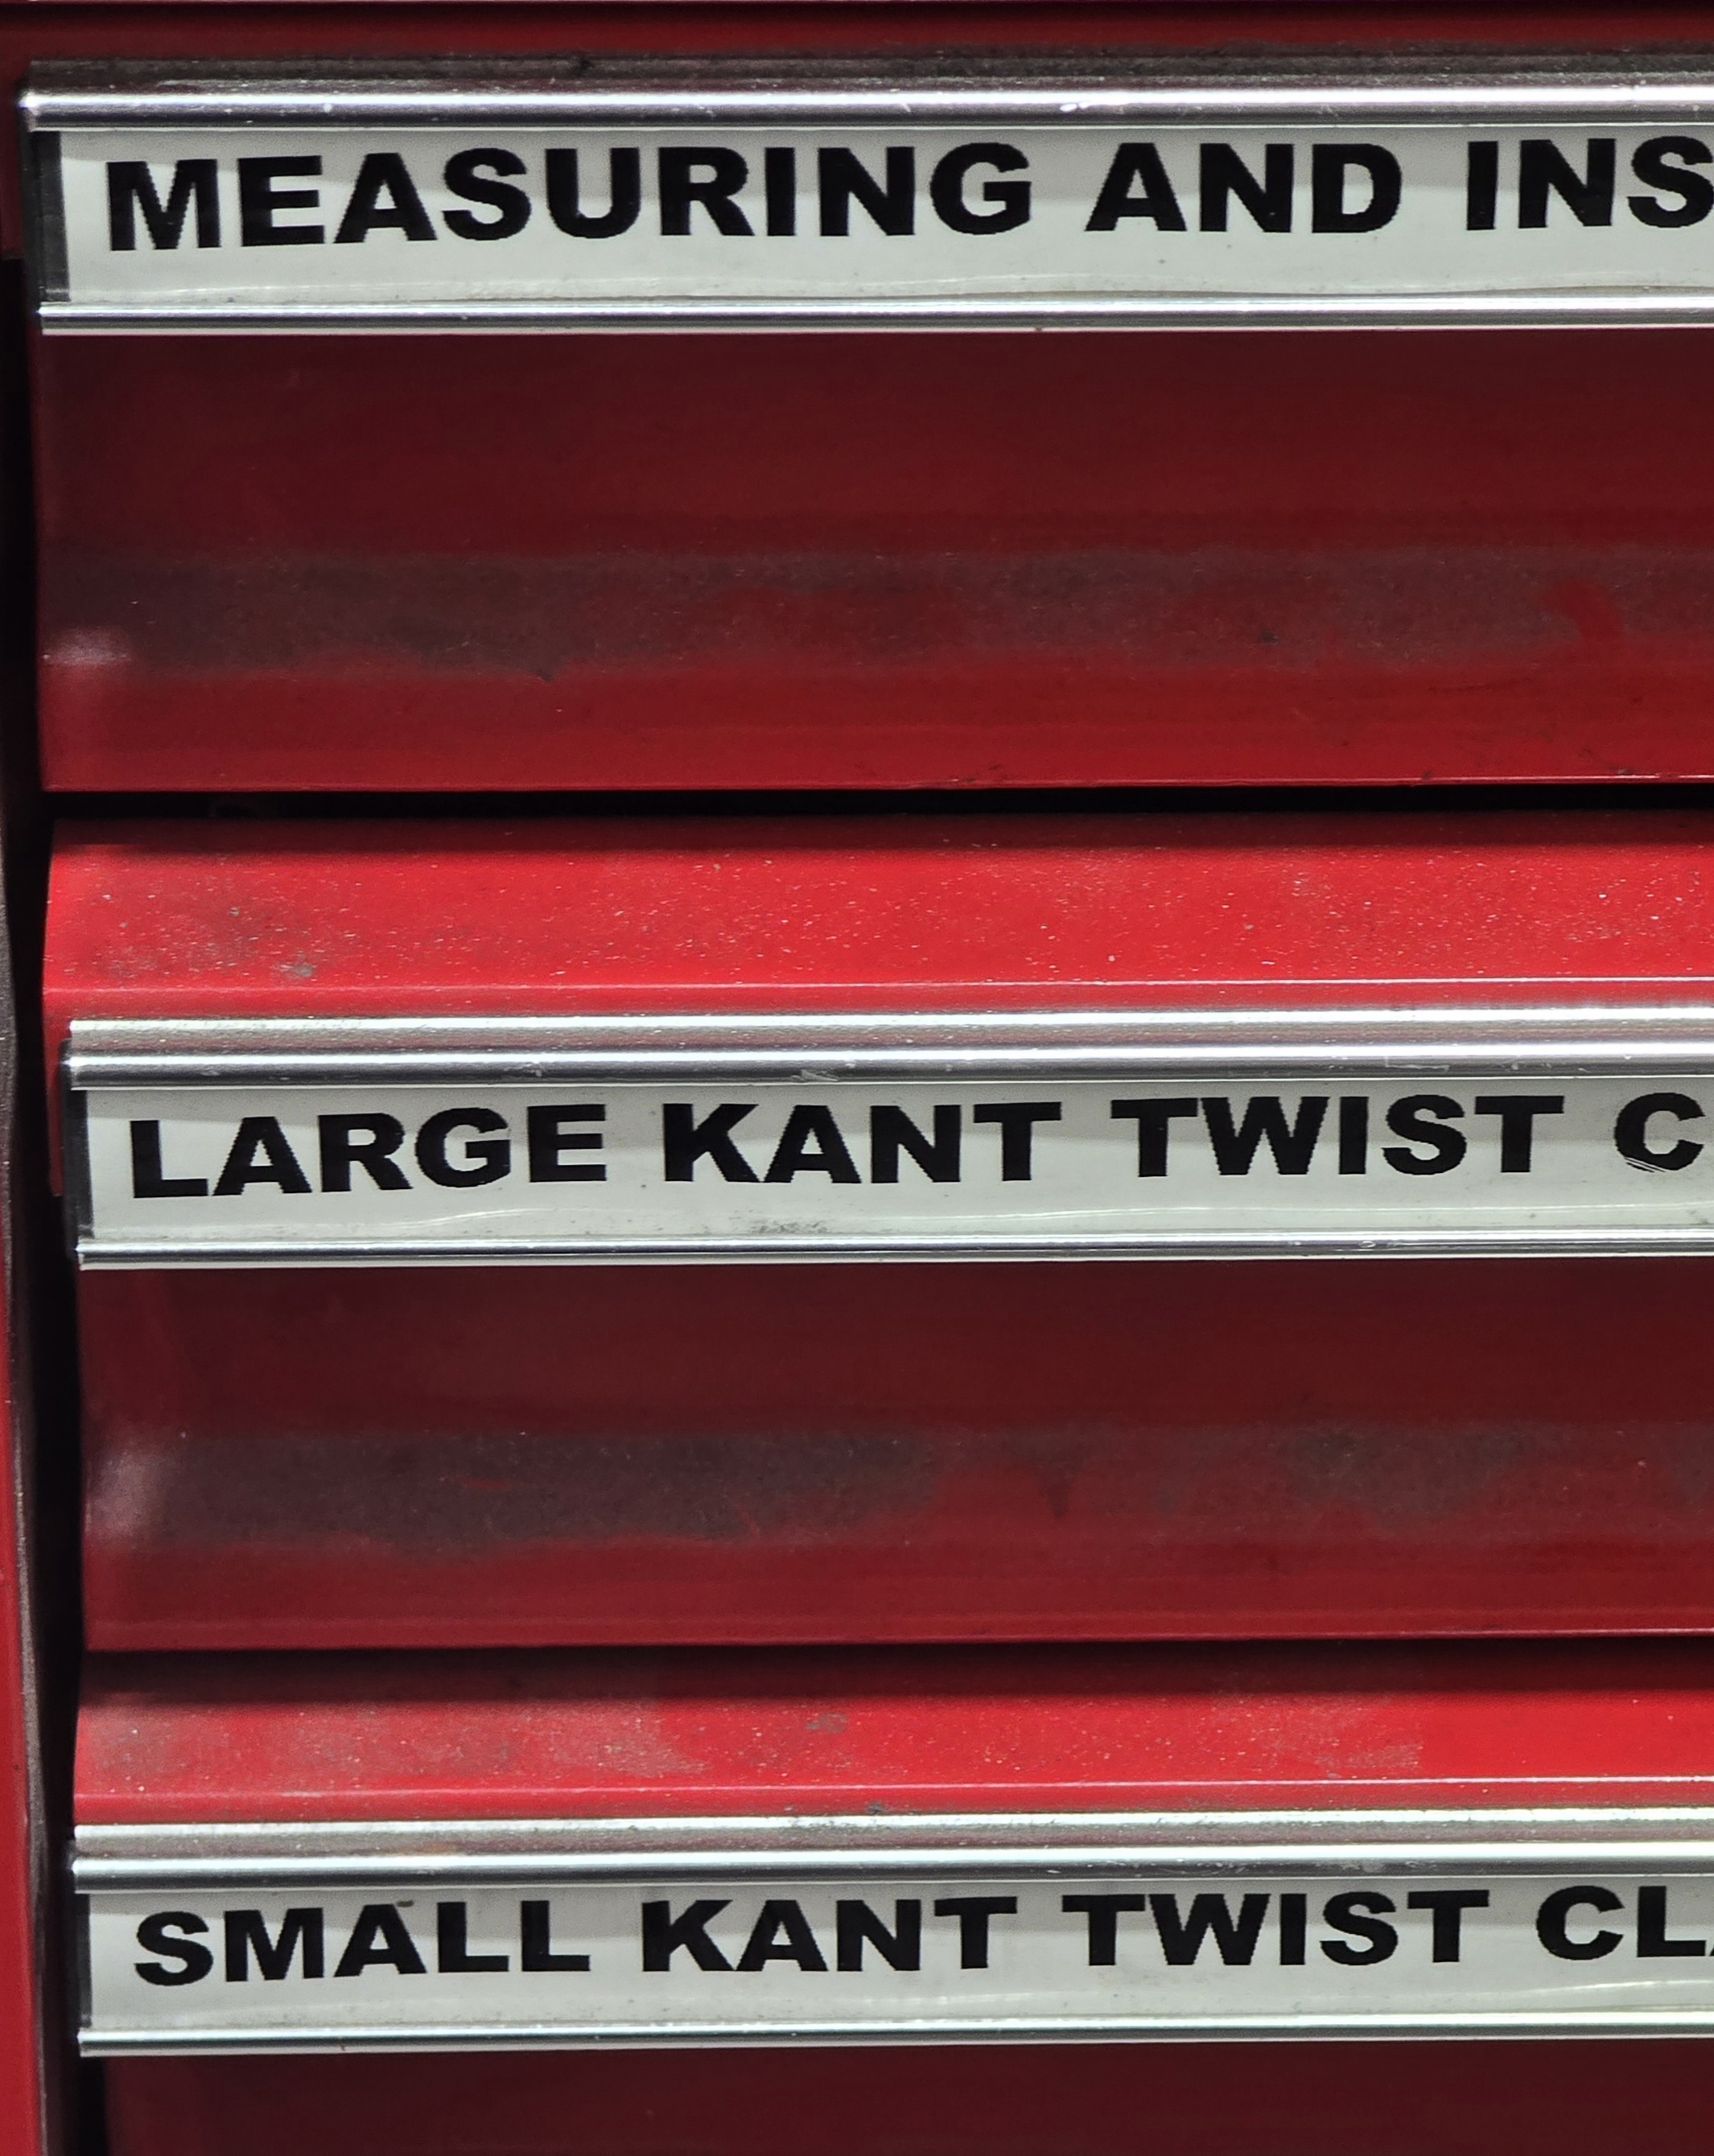 MEASURING AND INS
LARGE KANT TWIST C
SMALL KANT TWIST CL